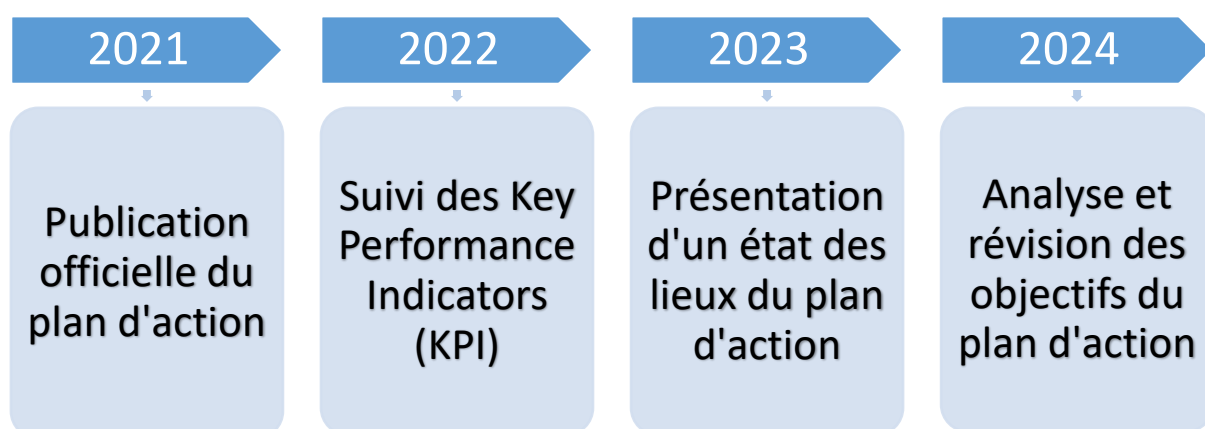 2021
Publication
officielle du
plan d'action
2022
Suivi des Key
Performance
Indicators
(KPI)
2023
Présentation
d'un état des
lieux du plan
d'action
2024
Analyse et
révision des
objectifs du
plan d'action